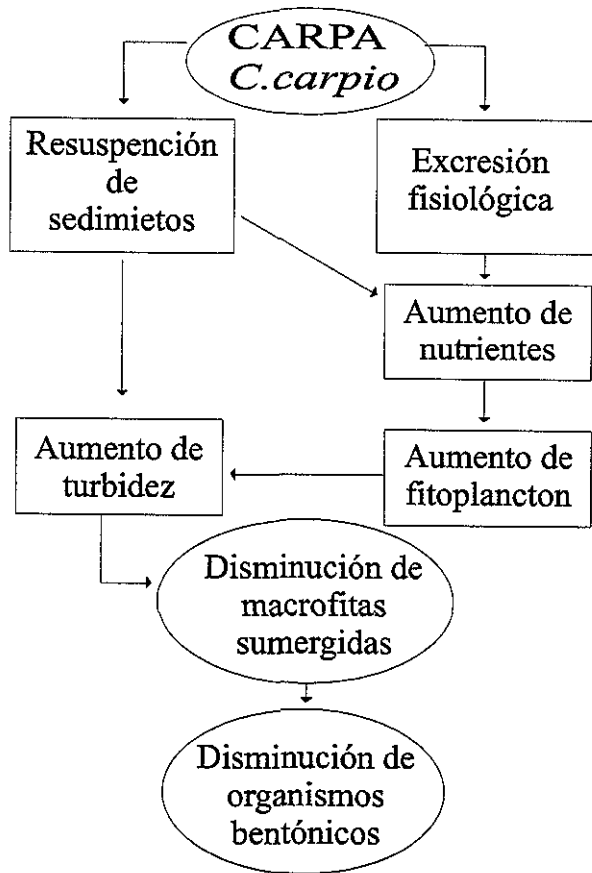 CARPA
C.carpio
Resuspención
de
sedimietos
Excresión
fisiológica
Aumento de
nutrientes
Aumento de
turbidez
Aumento de
fitoplancton
Disminución de
macrofitas
sumergidas
Disminución de
organismos
bentónicos